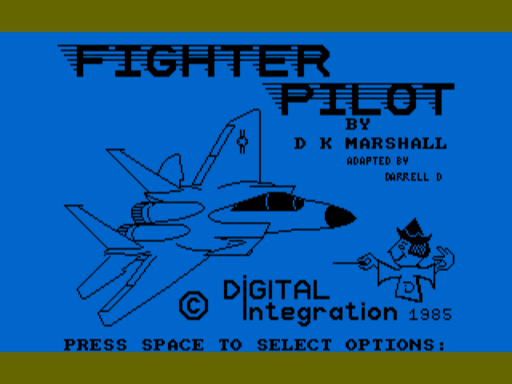 FIGHTER
PILOT
BY
D K MARSHALL
ADAPTED BY
DARRELL D
D
© DIGITAL
Integration 1985
PRESS SPACE TO SELECT OPTIONS: